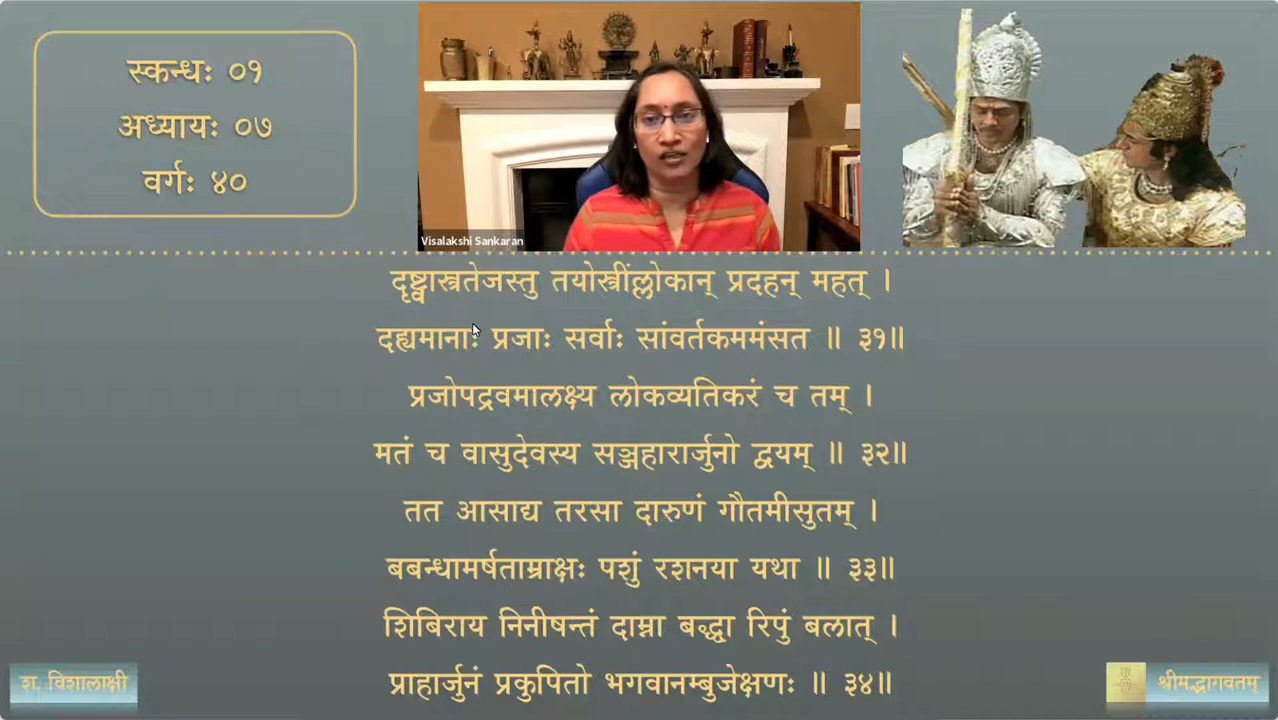 स्कन्धः ०१
अध्यायः ०७
वर्गः ४०
Visalakshi Sankaran
दृष्ट्वास्त्रतेजस्तु तयोस्त्रींल्लोकान् प्रदहन् महत् ।
दह्यमानाः प्रजाः सर्वाः सांवर्तकममंसत ॥ ३१॥
प्रजोपद्रवमालक्ष्य लोकव्यतिकरं च तम् ।
मतं च वासुदेवस्य सञ्जहारार्जुनो द्वयम् ॥ ३२॥
तत आसाद्य तरसा दारुणं गौतमीसुतम् ।
बबन्धामर्षताम्राक्षः पशुं रशनया यथा ॥ ३३॥
शिबिराय निनीषन्तं दाम्ना बद्ध्वा रिपुं बलात् ।
प्राहार्जुनं प्रकुपितो भगवानम्बुजेक्षणः ॥ ३४॥
श. विशालाक्षी
श्रीमद्भागवतम्